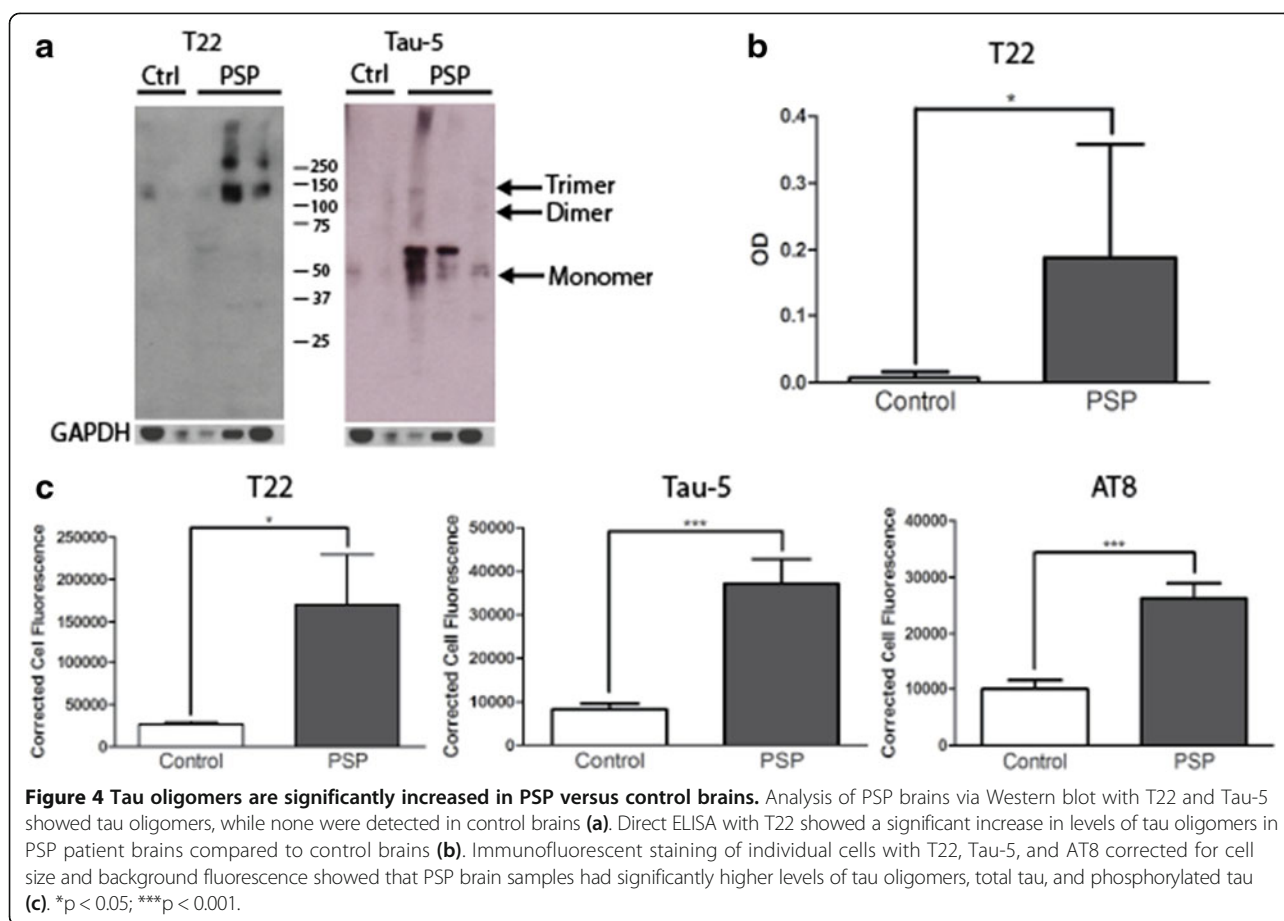 a
T22
Tau-5
Ctrl PSP
Ctrl PSP
250
150
100
75
50
37
25
Trimer
Dimer
Monomer
GAPDH
b
T22
*
OD
0.4
0.3
0.2
0.1
0.0
Control PSP
c
T22
*
Corrected Cell Fluorescence
250000
200000
150000
100000
50000
0
Control PSP
Tau-5
***
Corrected Cell Fluorescence
50000
40000
30000
20000
10000
0
Control PSP
AT8
***
Corrected Cell Fluorescence
40000
30000
20000
10000
0
Control PSP
Figure 4 Tau oligomers are significantly increased in PSP versus control brains. Analysis of PSP brains via Western blot with T22 and Tau-5
showed tau oligomers, while none were detected in control brains (a). Direct ELISA with T22 showed a significant increase in levels of tau oligomers in
PSP patient brains compared to control brains (b). Immunofluorescent staining of individual cells with T22, Tau-5, and AT8 corrected for cell
size and background fluorescence showed that PSP brain samples had significantly higher levels of tau oligomers, total tau, and phosphorylated tau
(c). *p < 0.05; ***p < 0.001.